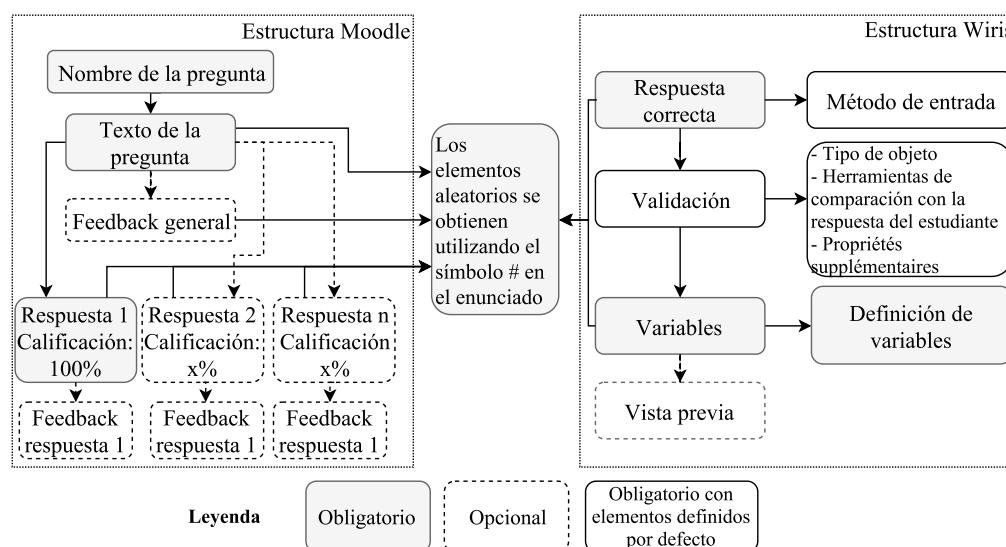 Estructura Moodle
Nombre de la pregunta
Texto de la
pregunta
Feedback general
Respuesta 1
Calificación:
100%
Respuesta 2
Calificación:
x%
Respuesta n
Calificación
x%
Feedback
respuesta 1
Feedback
respuesta 1
Feedback
respuesta 1
Los
elementos
aleatorios se
obtienen
utilizando el
símbolo # en
el enunciado
Estructura Wiris
Respuesta
correcta
Método de entrada
Validación
- Tipo de objeto
- Herramientas de
comparación con la
respuesta del estudiante
- Propriétés
supplémentaires
Variables
Definición de
variables
Vista previa
Leyenda
Obligatorio
Opcional
Obligatorio con
elementos definidos
por defecto